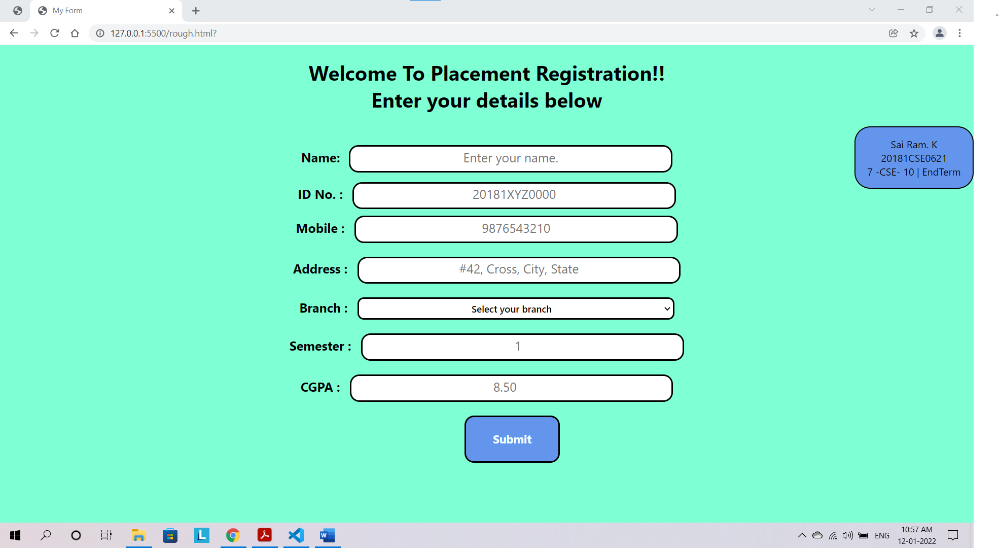 My Form
127.0.0.1:5500/rough.html?
Welcome To Placement Registration!!
Enter your details below
Sai Ram. K
20181CSE0621
7 -CSE- 10 | EndTerm
Name: Enter your name.
ID No. : 20181XYZ0000
Mobile : 9876543210
Address : #42, Cross, City, State
Branch : Select your branch
Semester : 1
CGPA : 8.50
Submit
L
W
ENG
10:57 AM
12-01-2022